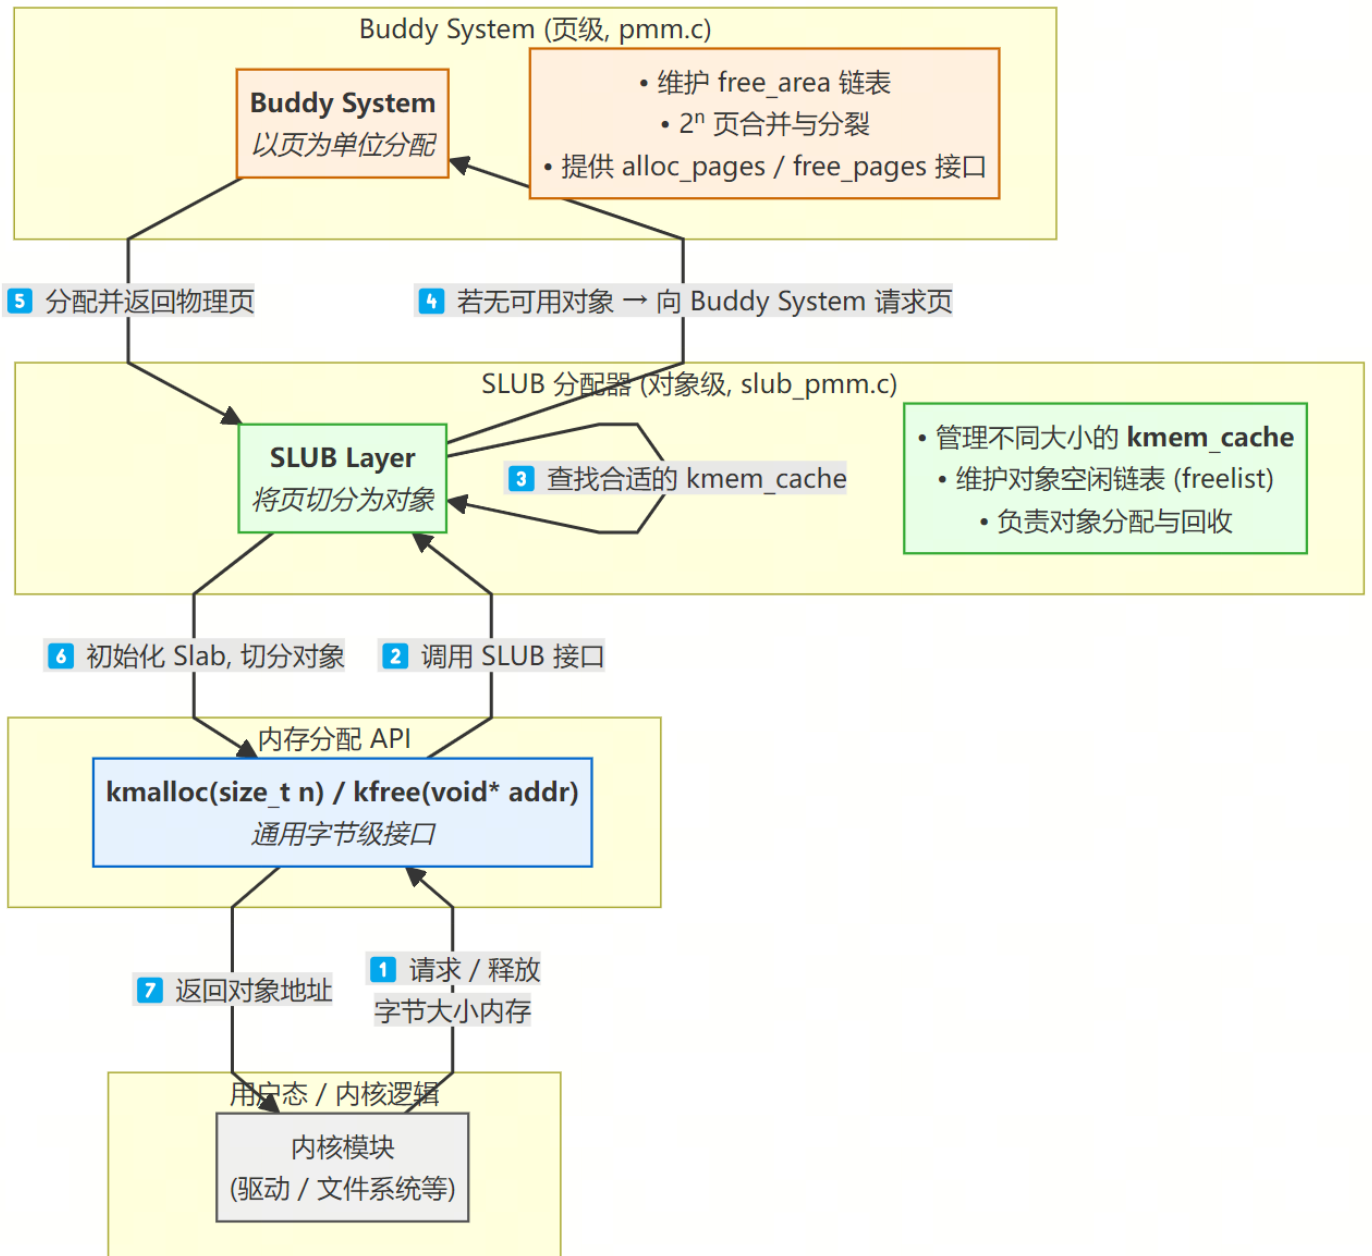 Buddy System (页级, pmm.c)
Buddy System
以页为单位分配
• 维护 free_area 链表
• 2ⁿ 页合并与分裂
• 提供 alloc_pages / free_pages 接口
5 分配并返回物理页
4 若无可用对象 → 向 Buddy System 请求页
SLUB 分配器 (对象级, slub_pmm.c)
SLUB Layer
将页切分为对象
3 查找合适的 kmem_cache
• 管理不同大小的 kmem_cache
• 维护对象空闲链表 (freelist)
• 负责对象分配与回收
6 初始化 Slab, 切分对象
2 调用 SLUB 接口
内存分配 API
kmalloc(size_t n) / kfree(void* addr)
通用字节级接口
7 返回对象地址
1 请求 / 释放
字节大小内存
用户态 / 内核逻辑
内核模块
(驱动 / 文件系统等)